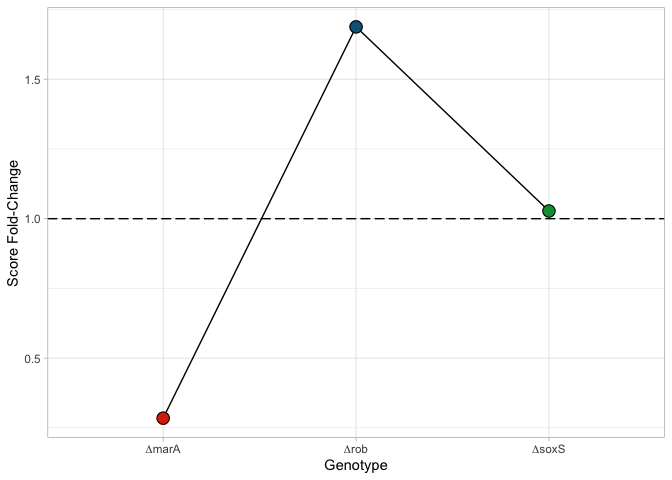 1.5
1.0
0.5
Score Fold-Change
ΔmarA
Δrob
ΔsoxS
Genotype